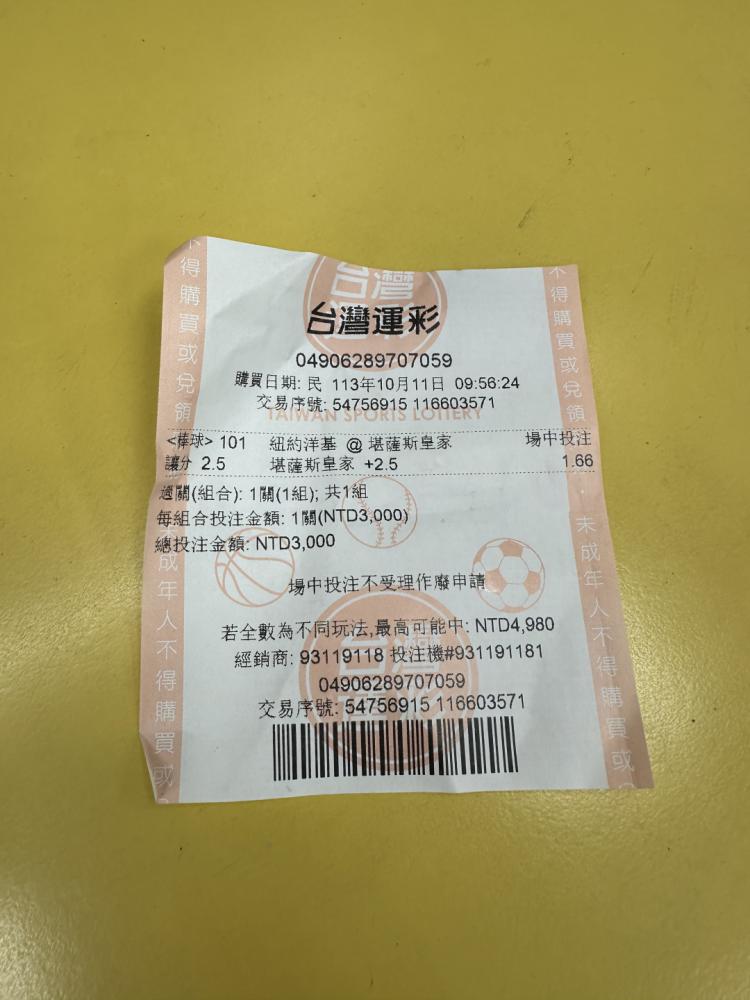 台灣
台灣運彩
04906289707059
購買日期: 民 113年10月11日 09:56:24
交易序號: 54756915 116603571
TAIWAN SPORTS LOTTERY
<棒球> 101 紐約洋基 @ 堪薩斯皇家 場中投注
讓分 2.5 堪薩斯皇家 +2.5 1.66
過關(組合): 1關(1組); 共1組
每組合投注金額: 1關(NTD3,000)
總投注金額: NTD3,000
場中投注不受理作廢申請
若全數為不同玩法,最高可能中: NTD4,980
經銷商: 93119118 投注機#931191181
04906289707059
交易序號: 54756915 116603571
台灣
運彩
不得購買或兌領
成年人不得購買或
不得購買或兌領
未成年人不得購買或